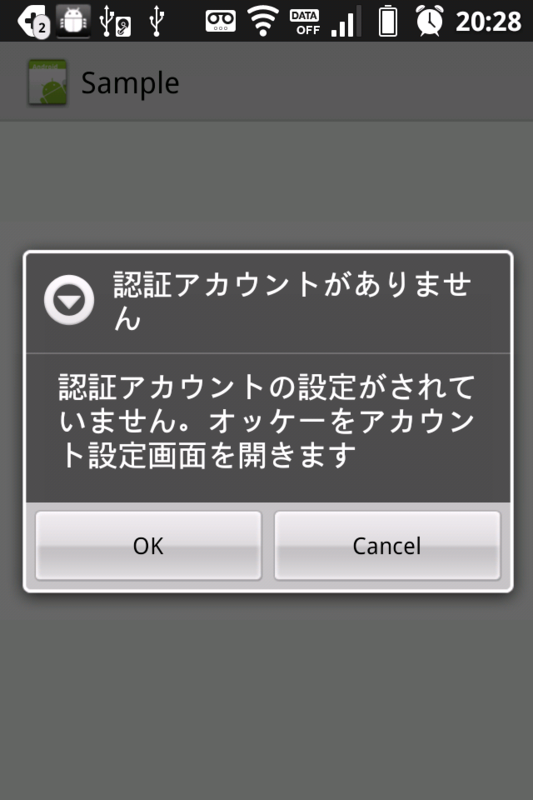 2
DATA
OFF
20:28
Android
Sample
認証アカウントがありませ
ん
認証アカウントの設定がされて
いません。オッケーをアカウン
ト設定画面を開きます
OK
Cancel